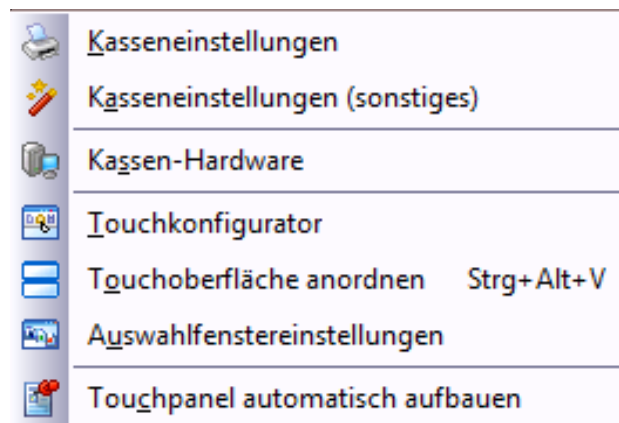 Kasseneinstellungen
Kasseneinstellungen (sonstiges)
Kassen-Hardware
Touchkonfigurator
Touchoberfläche anordnen Strg+Alt+V
Auswahlfenstereinstellungen
Touchpanel automatisch aufbauen